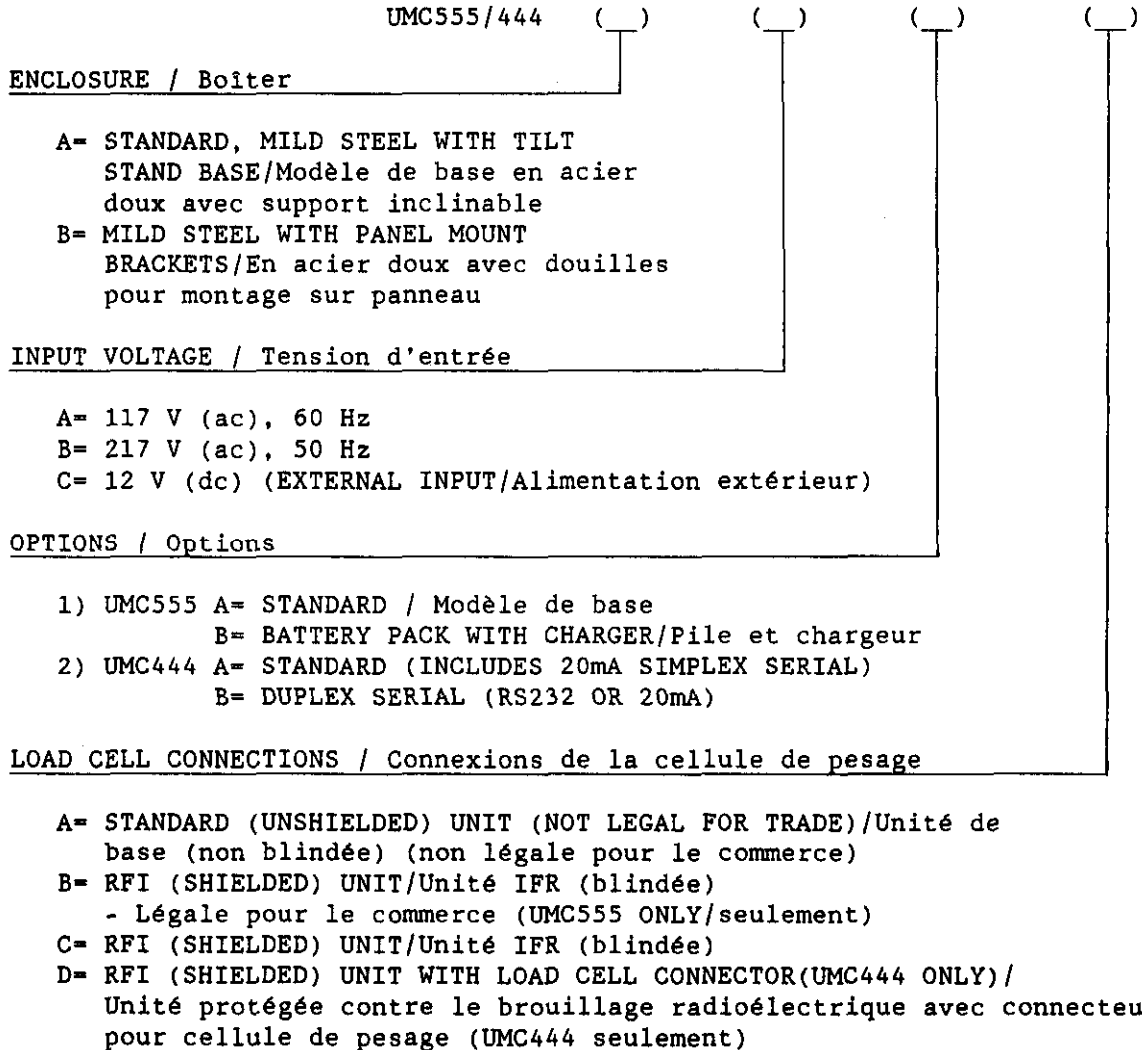 UMC555/444 (__) (__) (__) (__)
ENCLOSURE / Boîter
A= STANDARD, MILD STEEL WITH TILT
STAND BASE/Modèle de base en acier
doux avec support inclinable
B= MILD STEEL WITH PANEL MOUNT
BRACKETS/En acier doux avec douilles
pour montage sur panneau
INPUT VOLTAGE / Tension d'entrée
A= 117 V (ac), 60 Hz
B= 217 V (ac), 50 Hz
C= 12 V (dc) (EXTERNAL INPUT/Alimentation extérieur)
OPTIONS / Options
1) UMC555 A= STANDARD / Modèle de base
B= BATTERY PACK WITH CHARGER/Pile et chargeur
2) UMC444 A= STANDARD (INCLUDES 20mA SIMPLEX SERIAL)
B= DUPLEX SERIAL (RS232 OR 20mA)
LOAD CELL CONNECTIONS / Connexions de la cellule de pesage
A= STANDARD (UNSHIELDED) UNIT (NOT LEGAL FOR TRADE)/Unité de
base (non blindée) (non légale pour le commerce)
B= RFI (SHIELDED) UNIT/Unité IFR (blindée)
- Légale pour le commerce (UMC555 ONLY/seulement)
C= RFI (SHIELDED) UNIT/Unité IFR (blindée)
D= RFI (SHIELDED) UNIT WITH LOAD CELL CONNECTOR(UMC444 ONLY)/
Unité protégée contre le brouillage radioélectrique avec connecteu
pour cellule de pesage (UMC444 seulement)